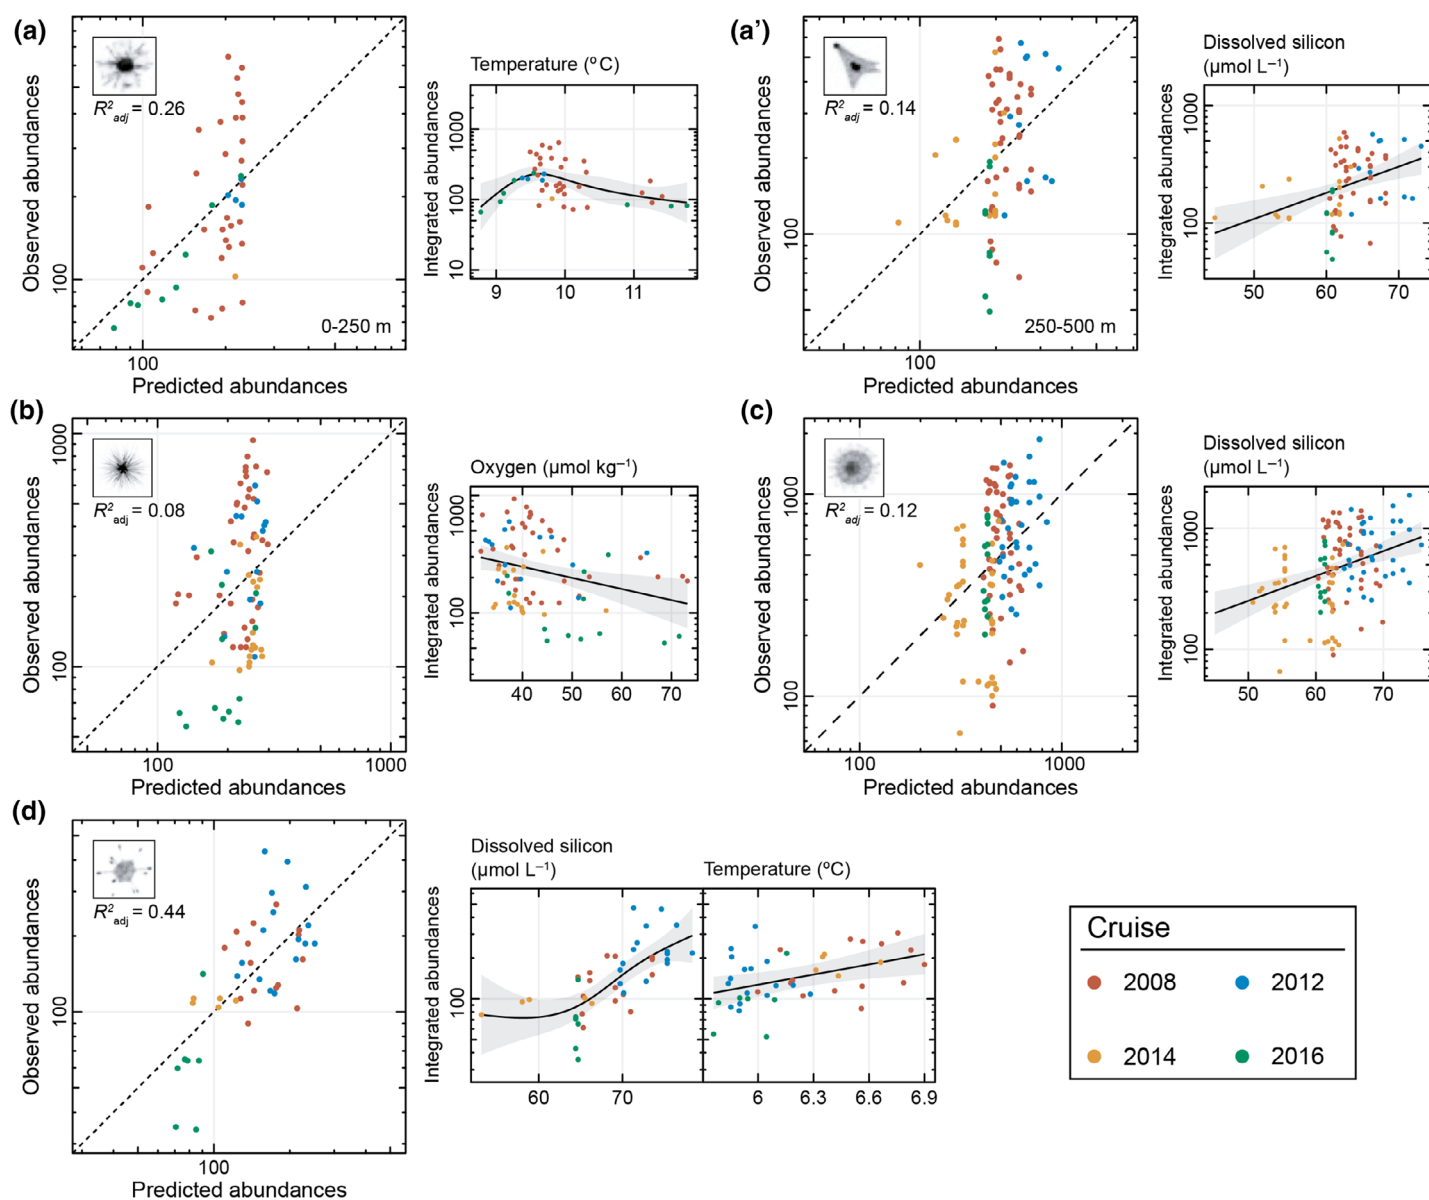 (a)
Observed abundances
R²adj = 0.26
0-250 m
100
100
Predicted abundances
Temperature (ºC)
Integrated abundances
1000
100
10
9 10 11
(a’)
Observed abundances
R²adj = 0.14
250-500 m
100
100
Predicted abundances
Dissolved silicon
(µmol L⁻¹)
Integrated abundances
1000
100
50 60 70
(b)
Observed abundances
R²adj = 0.08
1000
100
100 1000
Predicted abundances
Oxygen (µmol kg⁻¹)
Integrated abundances
1000
100
40 50 60 70
(c)
Observed abundances
R²adj = 0.12
1000
100
100 1000
Predicted abundances
Dissolved silicon
(µmol L⁻¹)
Integrated abundances
1000
100
50 60 70
(d)
Observed abundances
R²adj = 0.44
100
100
Predicted abundances
Dissolved silicon
(µmol L⁻¹)
Temperature (ºC)
Integrated abundances
100
60 70
6 6.3 6.6 6.9
Cruise
2008 2012
2014 2016